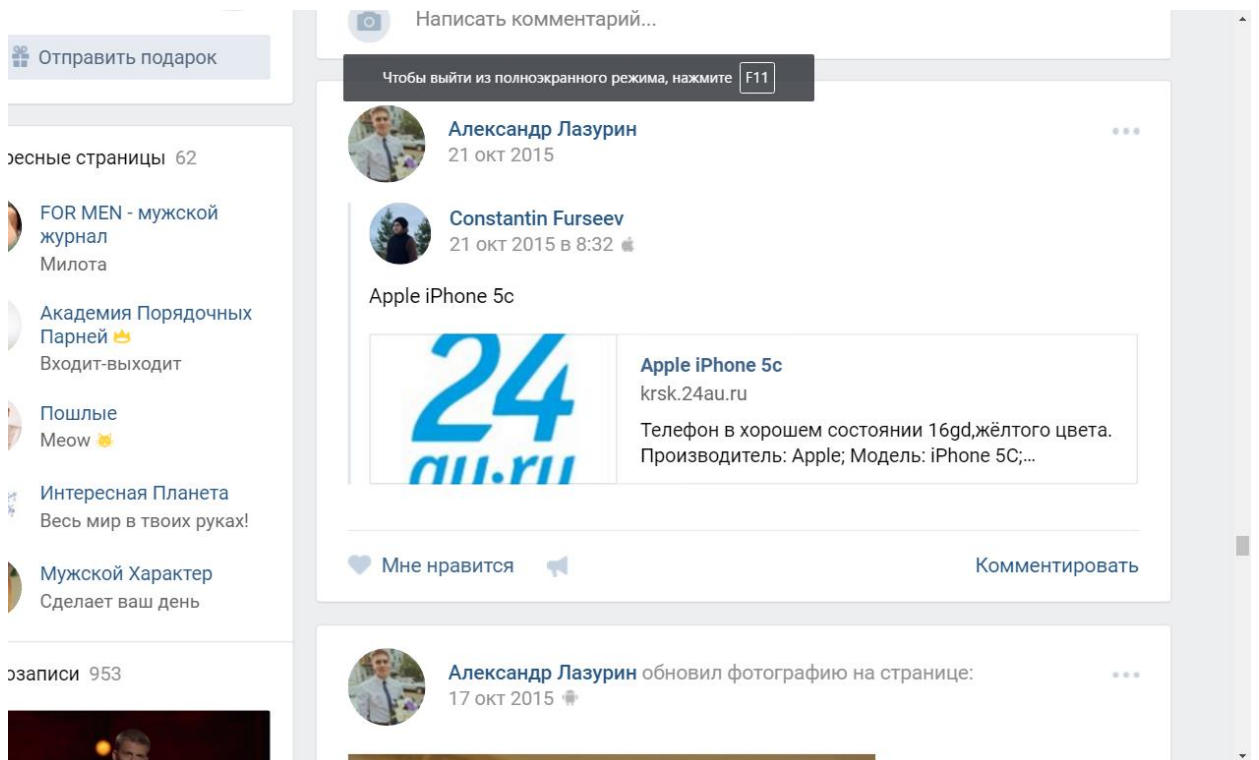 Написать комментарий...
Отправить подарок
Чтобы выйти из полноэкранного режима, нажмите F11
Александр Лазурин
21 окт 2015
Constantin Furseev
21 окт 2015 в 8:32
Apple iPhone 5c
24
au.ru
Apple iPhone 5c
krsk.24au.ru
Телефон в хорошем состоянии 16gd,жёлтого цвета.
Производитель: Apple; Модель: iPhone 5C;...
Мне нравится
Комментировать
Александр Лазурин обновил фотографию на странице:
17 окт 2015
ресные страницы 62
FOR MEN - мужской
журнал
Милота
Академия Порядочных
Парней
Входит-выходит
Пошлые
Meow
Интересная Планета
Весь мир в твоих руках!
Мужской Характер
Сделает ваш день
озаписи 953